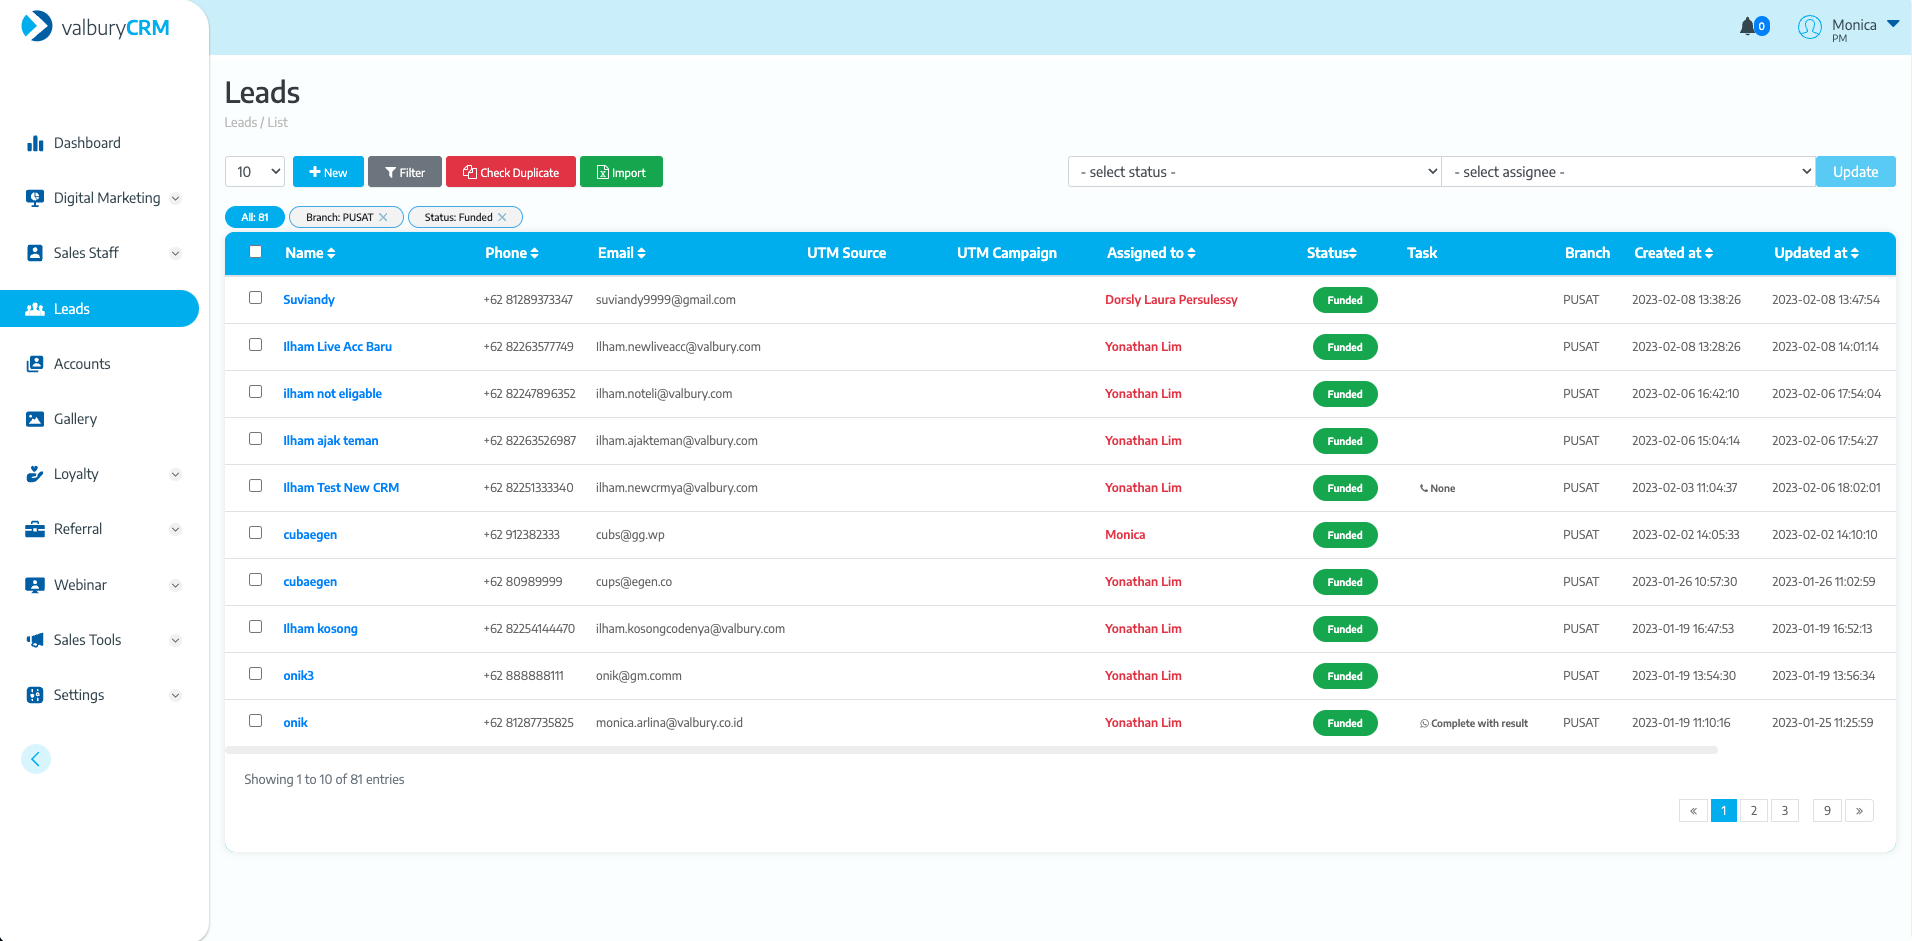 valburyCRM
0
Monica
PM
Dashboard
Digital Marketing
Sales Staff
Leads
Accounts
Gallery
Loyalty
Referral
Webinar
Sales Tools
Settings
Leads
Leads / List
10 New Filter Check Duplicate Import - select status - - select assignee - Update
All: 81 Branch: PUSAT Status: Funded
Name Phone Email UTM Source UTM Campaign Assigned to Status Task Branch Created at Updated at
Suviandy +62 81289373347 suviandy9999@gmail.com Dorsly Laura Persulessy Funded PUSAT 2023-02-08 13:38:26 2023-02-08 13:47:54
Ilham Live Acc Baru +62 82263577749 Ilham.newliveacc@valbury.com Yonathan Lim Funded PUSAT 2023-02-08 13:28:26 2023-02-08 14:01:14
ilham not eligable +62 82247896352 ilham.noteli@valbury.com Yonathan Lim Funded PUSAT 2023-02-06 16:42:10 2023-02-06 17:54:04
Ilham ajak teman +62 82263526987 ilham.ajakteman@valbury.com Yonathan Lim Funded PUSAT 2023-02-06 15:04:14 2023-02-06 17:54:27
Ilham Test New CRM +62 82251333340 ilham.newcrmya@valbury.com Yonathan Lim Funded None PUSAT 2023-02-03 11:04:37 2023-02-06 18:02:01
cubaegen +62 912382333 cubs@gg.wp Monica Funded PUSAT 2023-02-02 14:05:33 2023-02-02 14:10:10
cubaegen +62 80989999 cups@egen.co Yonathan Lim Funded PUSAT 2023-01-26 10:57:30 2023-01-26 11:02:59
Ilham kosong +62 82254144470 ilham.kosongcodenya@valbury.com Yonathan Lim Funded PUSAT 2023-01-19 16:47:53 2023-01-19 16:52:13
onik3 +62 888888111 onik@gm.comm Yonathan Lim Funded PUSAT 2023-01-19 13:54:30 2023-01-19 13:56:34
onik +62 81287735825 monica.arlina@valbury.co.id Yonathan Lim Funded Complete with result PUSAT 2023-01-19 11:10:16 2023-01-25 11:25:59
Showing 1 to 10 of 81 entries
« 1 2 3 9 »